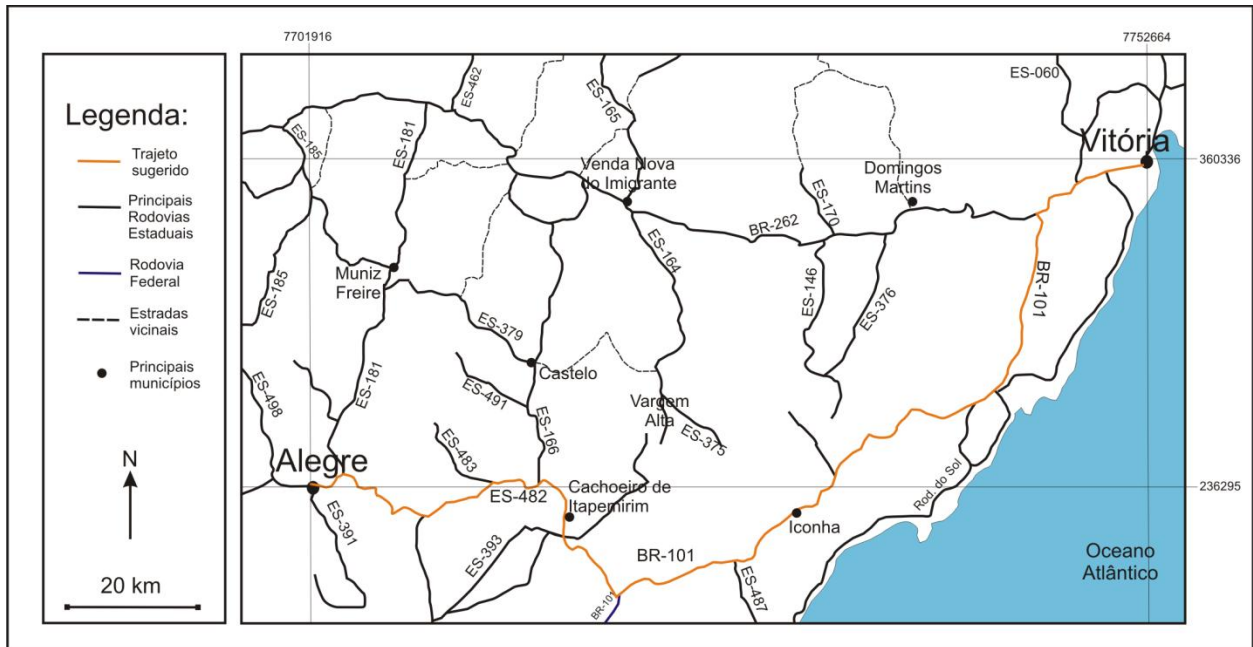 7701916
7752664
Legenda:
Trajeto
sugerido
Principais
Rodovias
Estaduais
Rodovia
Federal
Estradas
vicinais
Principais
municípios
N
20 km
ES-462
ES-165
ES-060
ES-185
ES-181
Vitória
360336
Venda Nova
do Imigrante
Domingos
Martins
ES-170
BR-262
ES-164
Muniz
Freire
ES-185
ES-146
ES-376
BR-101
ES-379
Castelo
ES-181
ES-491
ES-498
Vargem
Alta
ES-166
ES-375
ES-483
Alegre
ES-482
Cachoeiro de
Itapemirim
Rod. do Sol
236295
Iconha
ES-391
ES-393
BR-101
BR-101
ES-487
Oceano
Atlântico